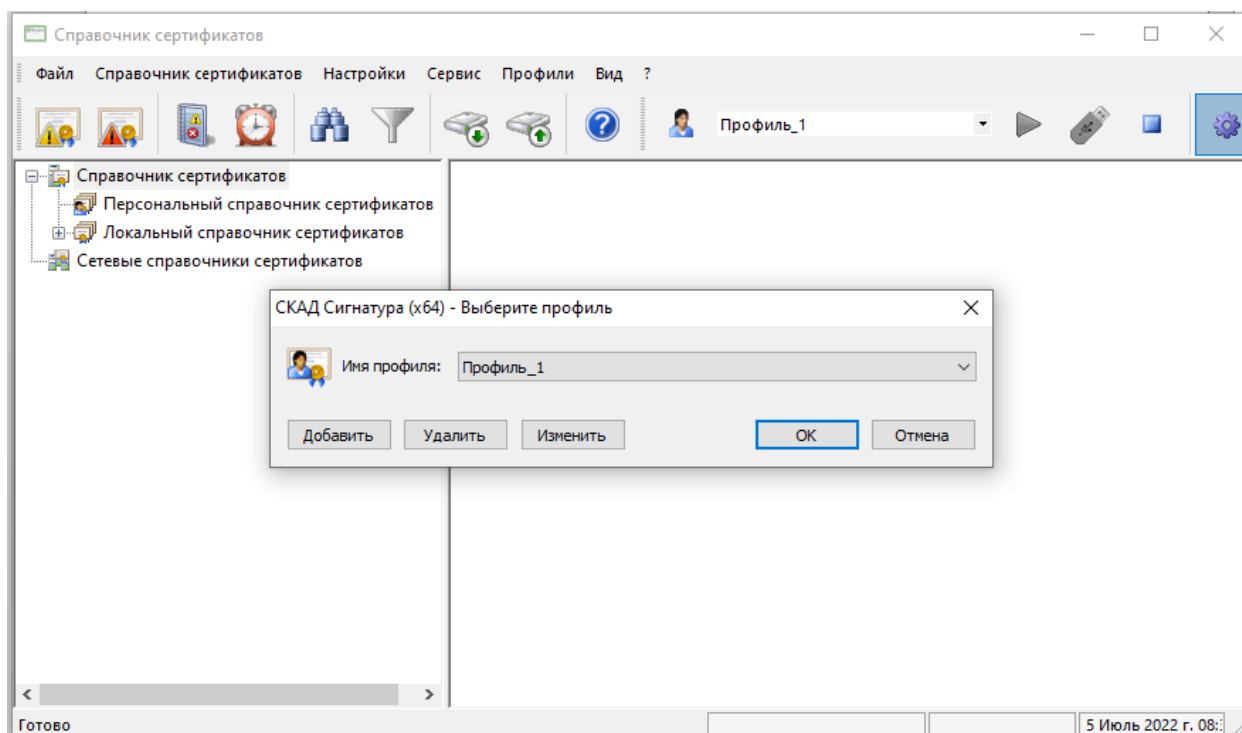 Справочник сертификатов
Файл Справочник сертификатов Настройки Сервис Профили Вид ?
Профиль_1
Справочник сертификатов
Персональный справочник сертификатов
Локальный справочник сертификатов
Сетевые справочники сертификатов
СКАД Сигнатура (x64) - Выберите профиль
Имя профиля: Профиль_1
Добавить Удалить Изменить OK Отмена
Готово 5 Июль 2022 г. 08: